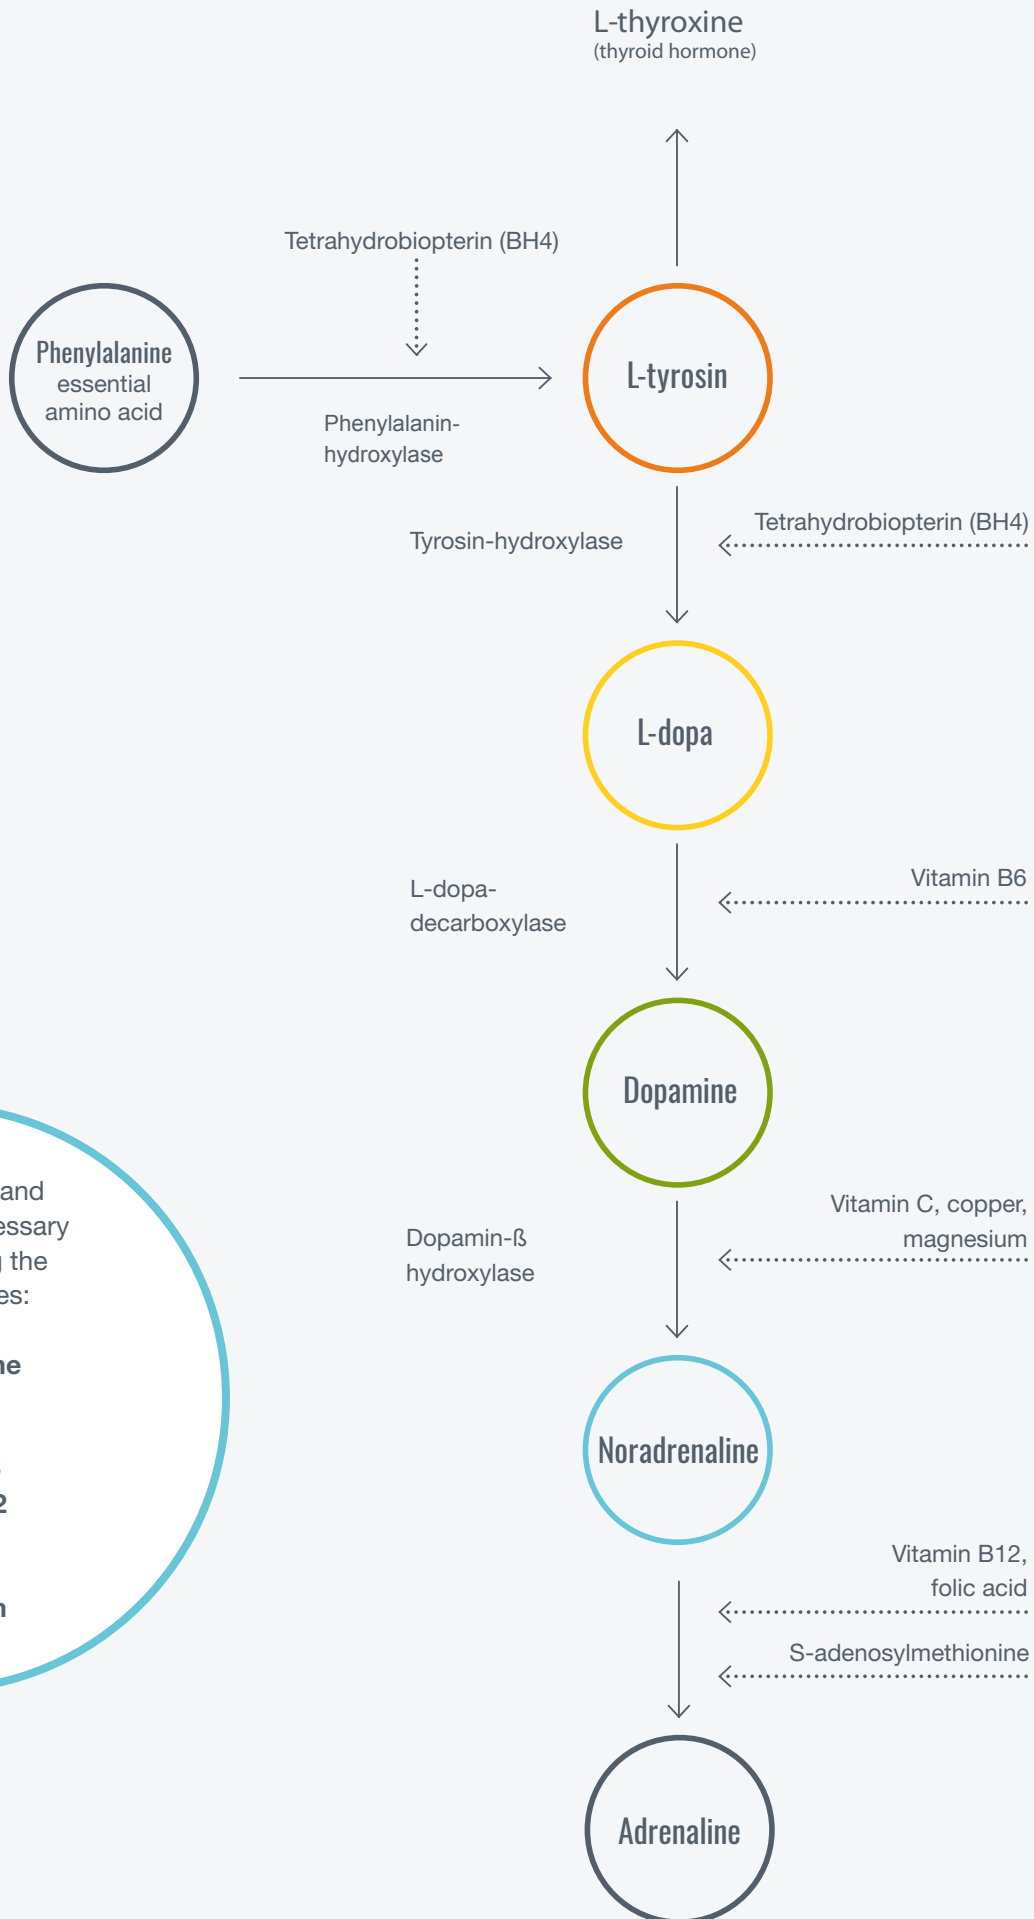 L-thyroxine
(thyroid hormone)
Tetrahydrobiopterin (BH4)
Phenylalanine
essential
amino acid
L-tyrosin
Phenylalanin-
hydroxylase
Tyrosin-hydroxylase
Tetrahydrobiopterin (BH4)
L-dopa
L-dopa-
decarboxylase
Vitamin B6
Dopamine
Dopamin-ß
hydroxylase
Vitamin C, copper,
magnesium
and
the
Noradrenaline
Vitamin B12,
folic acid
S-adenosylmethionine
Adrenaline